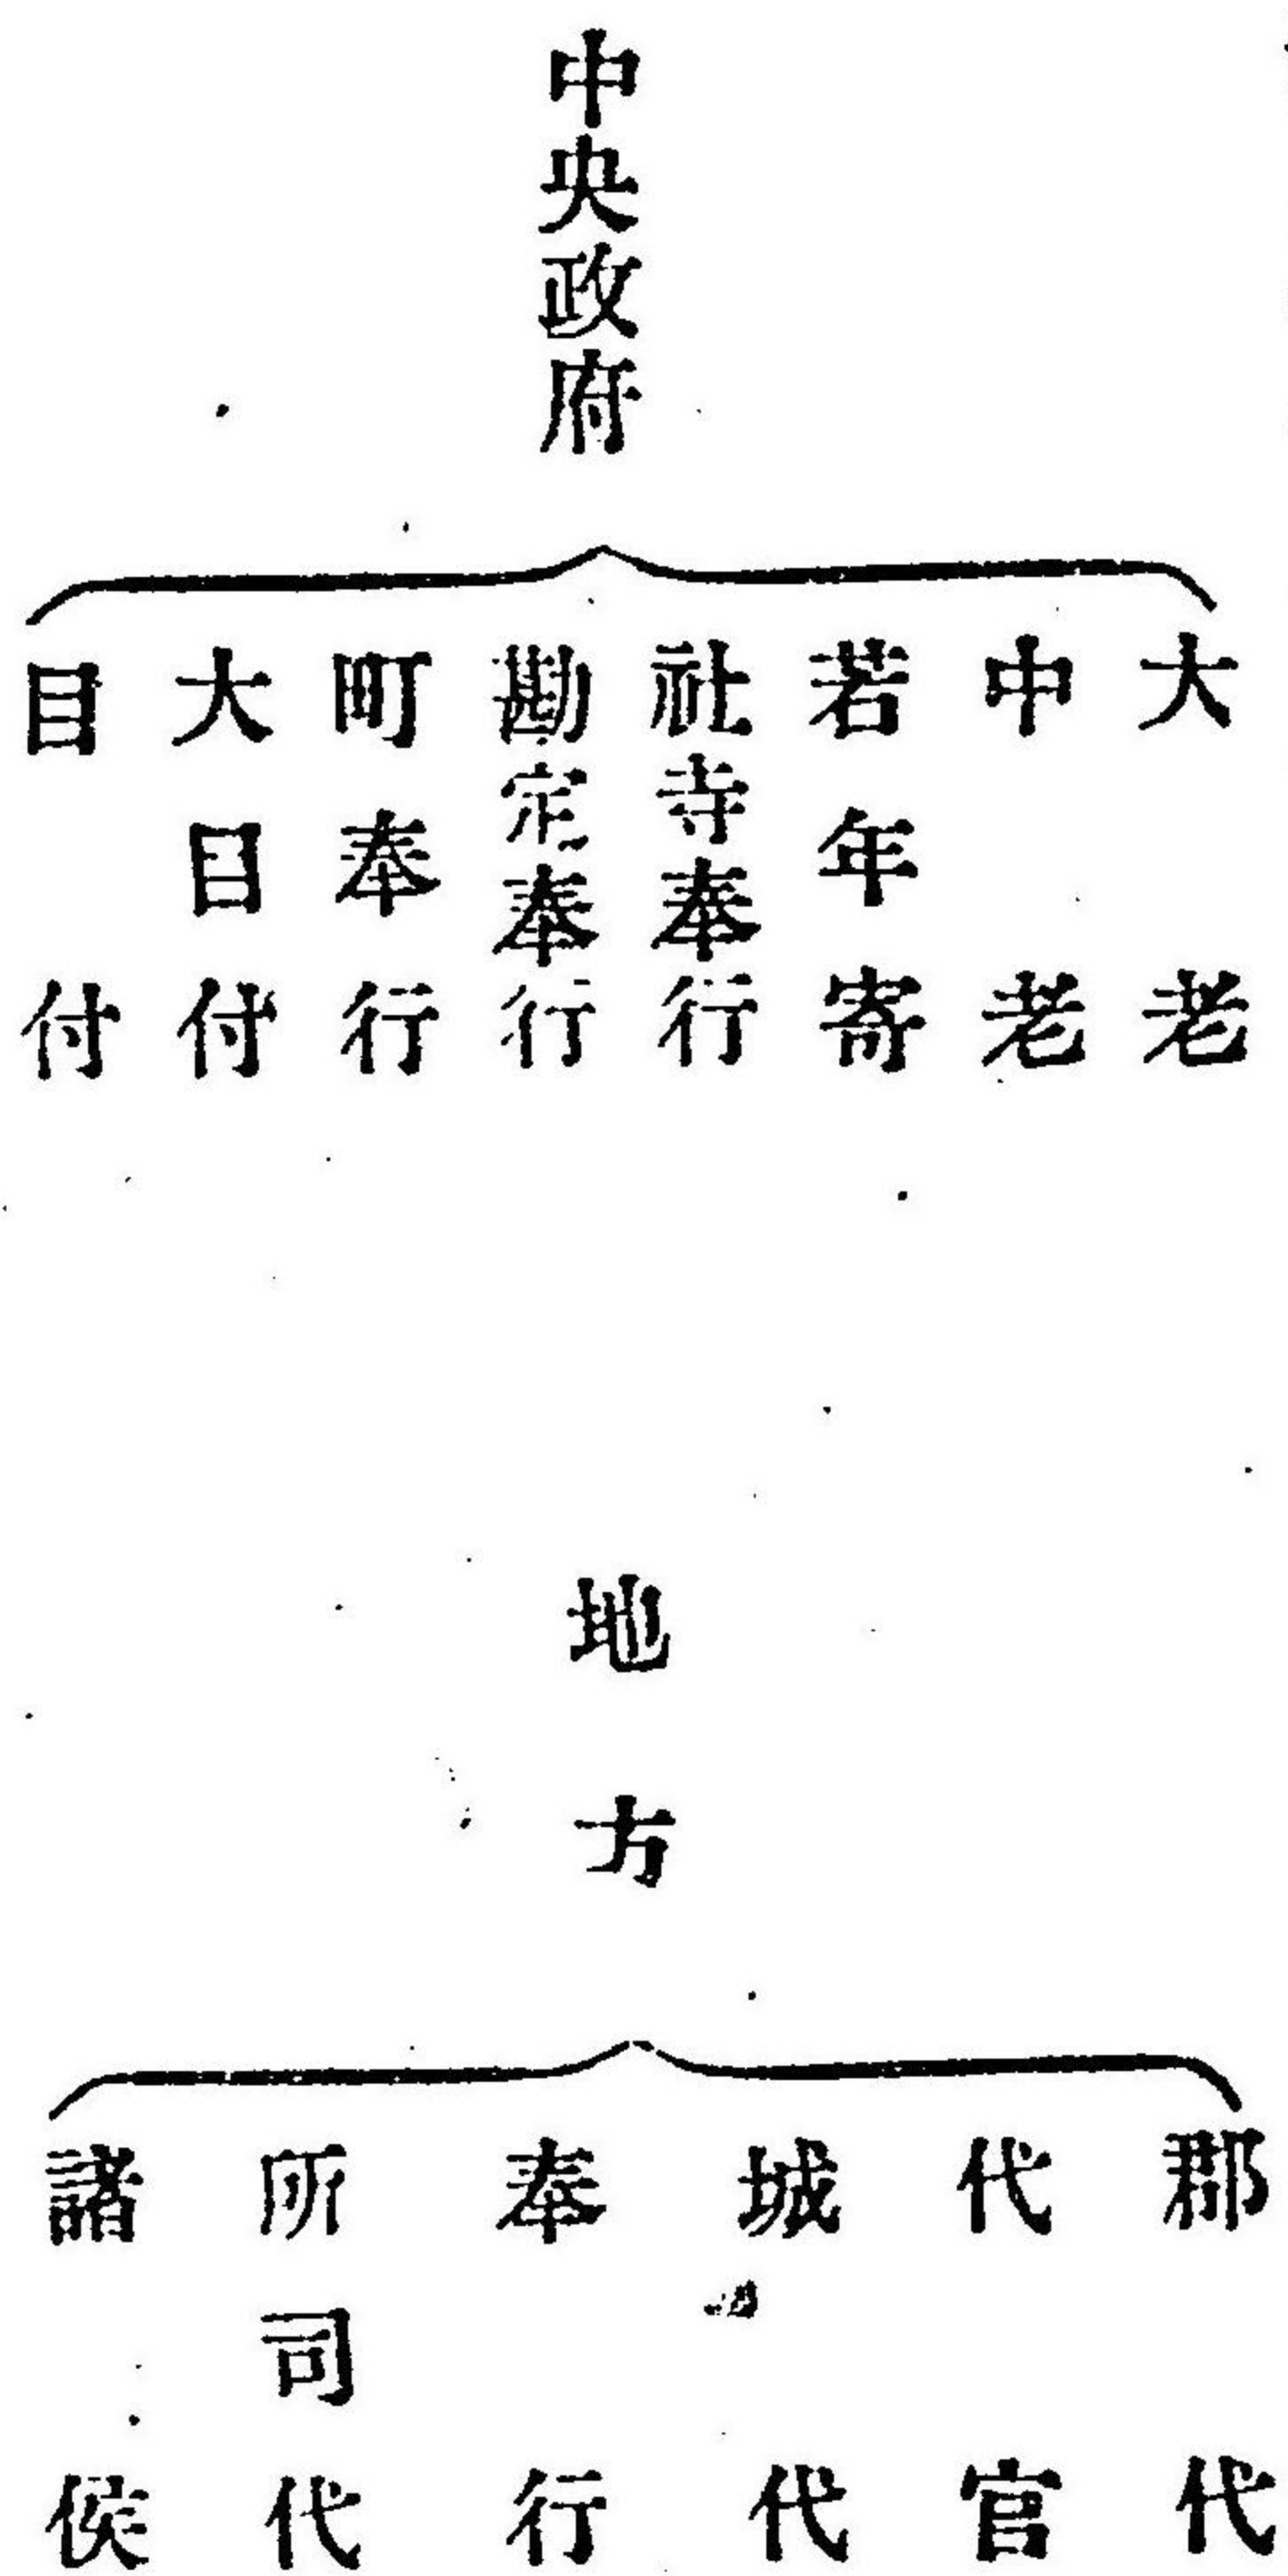 中央政府
大老
中老
若年寄
社寺奉行
勘定奉行
町奉行
大目付
目付
地方
郡代
代官
城代
奉行
所司代
諸侯